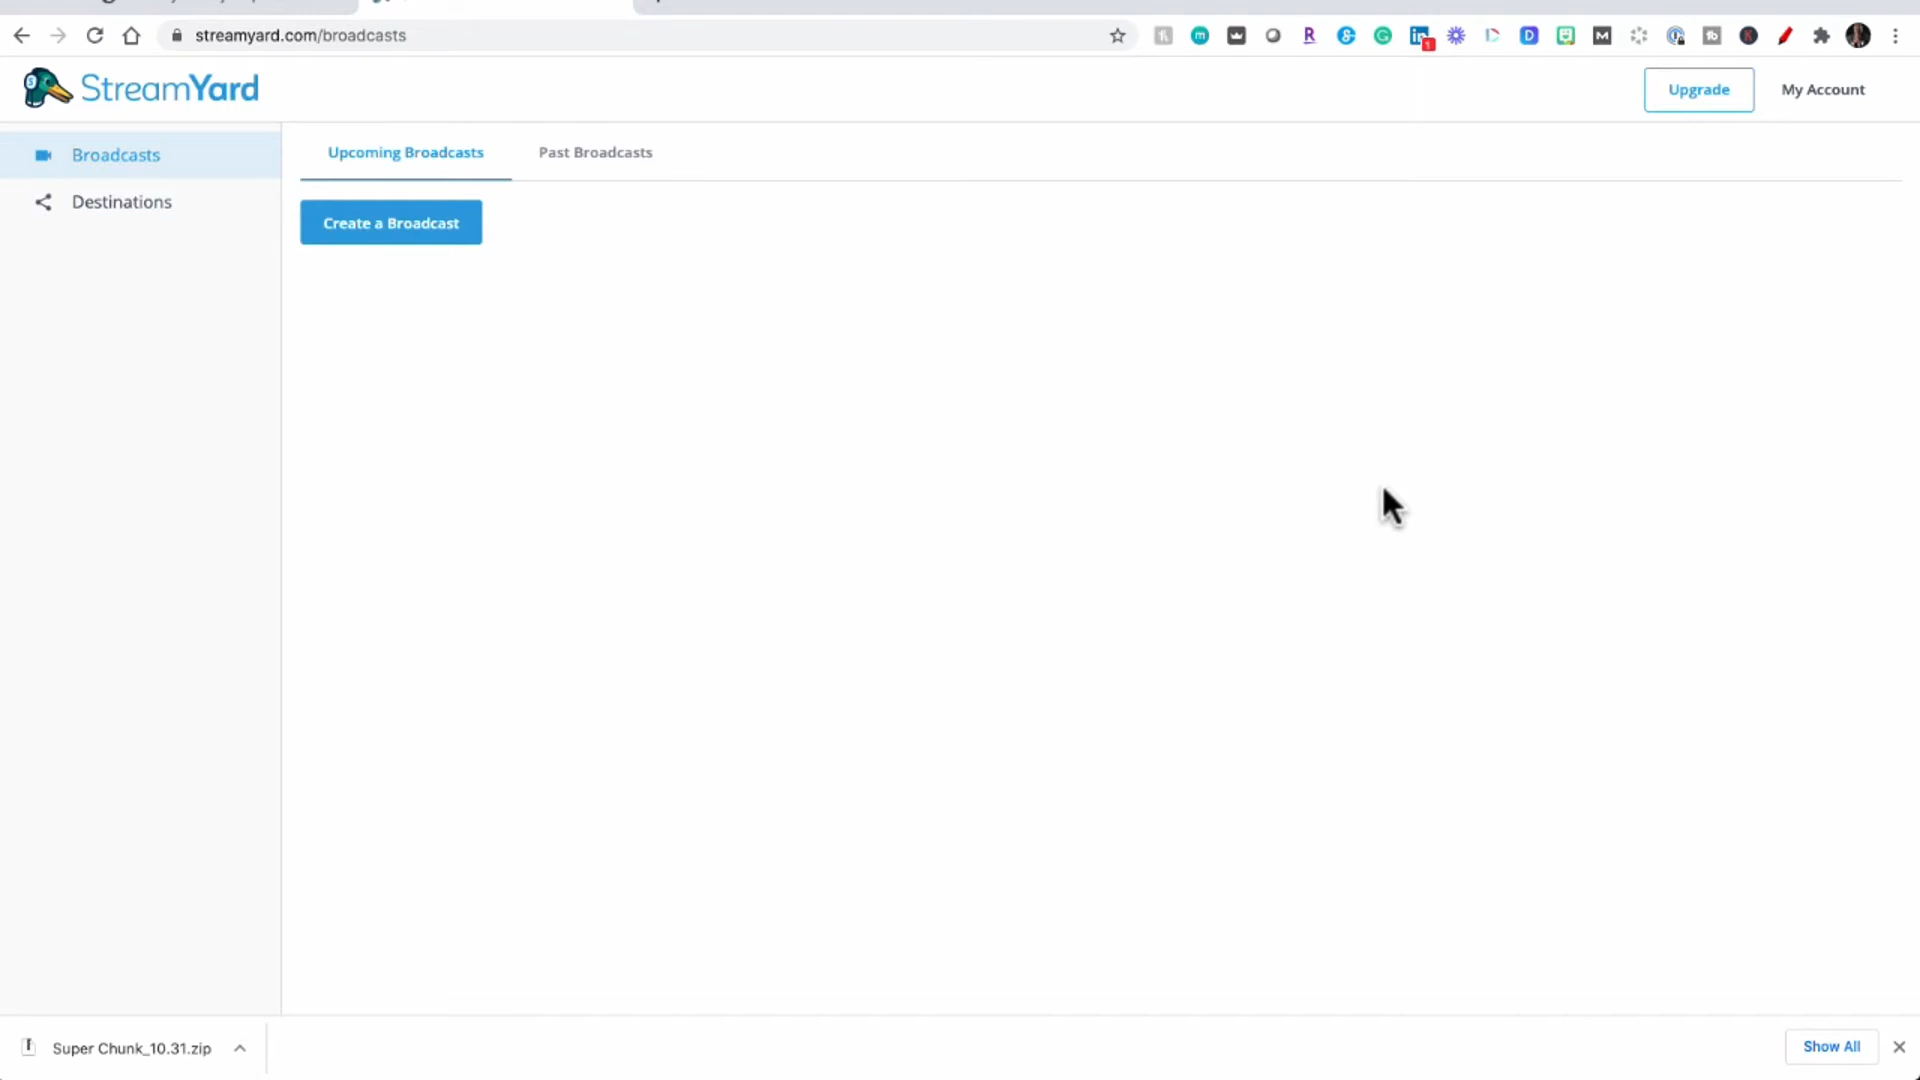 streamyard.com/broadcasts
StreamYard
Upgrade
My Account
Broadcasts
Destinations
Upcoming Broadcasts
Past Broadcasts
Create a Broadcast
Super Chunk_10.31.zip
Show All